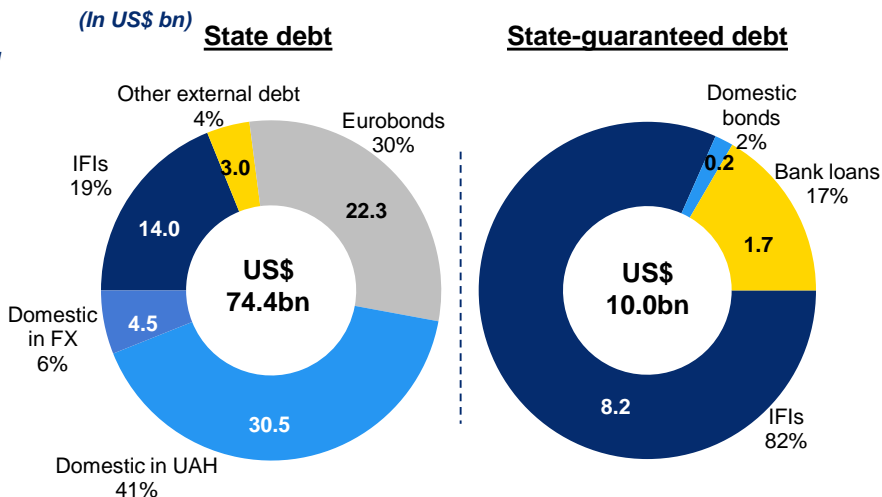 (In US$ bn)
State debt
Other external debt
4%
Eurobonds
30%
IFIs
19%
3.0
22.3
14.0
US$
74.4bn
Domestic
in FX
6%
4.5
30.5
Domestic in UAH
41%
State-guaranteed debt
Domestic
bonds
2%
0.2
Bank loans
17%
1.7
US$
10.0bn
8.2
IFIs
82%